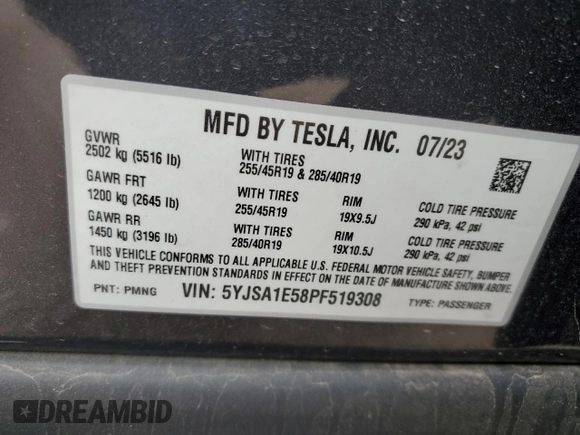 MFD BY TESLA, INC. 07/23
GVWR
2502 kg (5516 lb)
WITH TIRES
255/45R19 & 285/40R19
GAWR FRT
1200 kg (2645 lb)
WITH TIRES
255/45R19
RIM
19X9.5J
COLD TIRE PRESSURE
290 kPa, 42 psi
GAWR RR
1450 kg (3196 lb)
WITH TIRES
285/40R19
RIM
19X10.5J
COLD TIRE PRESSURE
290 kPa, 42 psi
THIS VEHICLE CONFORMS TO ALL APPLICABLE U.S. FEDERAL MOTOR VEHICLE SAFETY, BUMPER
AND THEFT PREVENTION STANDARDS IN EFFECT ON THE DATE OF MANUFACTURE SHOWN ABOVE.
PNT: PMNG VIN: 5YJSA1E58PF519308 TYPE: PASSENGER
DREAMBID